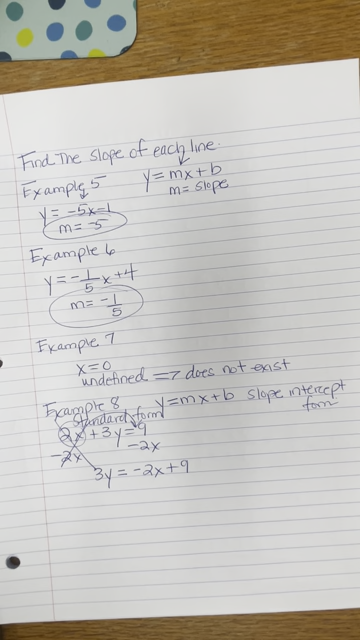 Find The slope of each line.
Example 5
y = mx + b
m = slope
y = -5x - 1
m = -5
Example 6
y = -1/5 x + 4
m = -1/5
Example 7
x = 0
undefined => does not exist
Example 8
y = mx + b slope intercept form
Standard form
2x + 3y = 9
-2x -2x
3y = -2x + 9